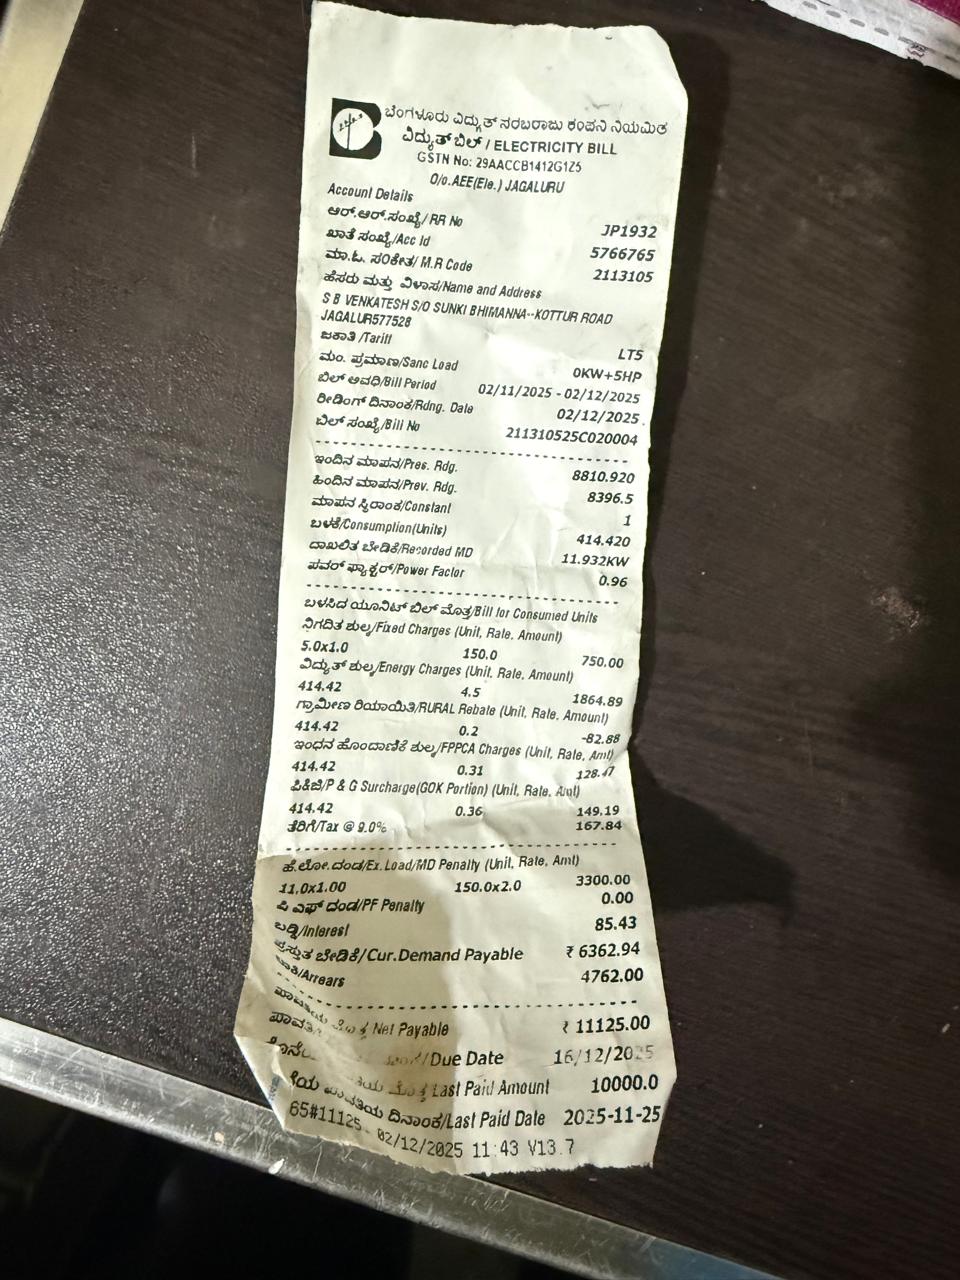 ಬೆಂಗಳೂರು ವಿದ್ಯುತ್ ಸರಬರಾಜು ಕಂಪನಿ ನಿಯಮಿತ
ವಿದ್ಯುತ್ ಬಿಲ್ / ELECTRICITY BILL
GSTN No: 29AACCB1412G1Z5
O/o.AEE(Ele.) JAGALURU
Account Details
ಆರ್.ಆರ್.ಸಂಖ್ಯೆ/ RR No JP1932
ಖಾತೆ ಸಂಖ್ಯೆ/Acc Id 5766765
ಮಾ.ಓ. ಸಂಕೇತ/ M.R Code 2113105
ಹೆಸರು ಮತ್ತು ವಿಳಾಸ/Name and Address
S B VENKATESH S/O SUNKI BHIMANNA--KOTTUR ROAD
JAGALUR577528
ಜಕಾತಿ /Tariff LT5
ಮಂ. ಪ್ರಮಾಣ/Sanc Load 0KW+5HP
ಬಿಲ್ ಅವಧಿ/Bill Period 02/11/2025 - 02/12/2025
ರೀಡಿಂಗ್ ದಿನಾಂಕ/Rdng. Date 02/12/2025
ಬಿಲ್ ಸಂಖ್ಯೆ/Bill No 211310525C020004
ಇಂದಿನ ಮಾಪನ/Pres. Rdg. 8810.920
ಹಿಂದಿನ ಮಾಪನ/Prev. Rdg. 8396.5
ಮಾಪನ ಸ್ಥಿರಾಂಕ/Constant 1
ಬಳಕೆ/Consumption(Units) 414.420
ದಾಖಲಿತ ಬೇಡಿಕೆ/Recorded MD 11.932KW
ಪವರ್ ಫ್ಯಾಕ್ಟರ್/Power Factor 0.96
ಬಳಸಿದ ಯೂನಿಟ್ ಬಿಲ್ ಮೊತ್ತ/Bill for Consumed Units
ನಿಗದಿತ ಶುಲ್ಕ/Fixed Charges (Unit, Rate, Amount)
5.0x1.0 150.0 750.00
ವಿದ್ಯುತ್ ಶುಲ್ಕ/Energy Charges (Unit, Rate, Amount)
414.42 4.5 1864.89
ಗ್ರಾಮೀಣ ರಿಯಾಯಿತಿ/RURAL Rebate (Unit, Rate, Amount)
414.42 0.2 -82.88
ಇಂಧನ ಹೊಂದಾಣಿಕೆ ಶುಲ್ಕ/FPPCA Charges (Unit, Rate, Amt)
414.42 0.31 128.47
ಪಿ&ಜಿ/P & G Surcharge(GOK Portion) (Unit, Rate, Amt)
414.42 0.36 149.19
ತೆರಿಗೆ/Tax @ 9.0% 167.84
ಹೆ.ಲೋ.ದಂಡ/Ex. Load/MD Penalty (Unit, Rate, Amt)
11.0x1.00 150.0x2.0 3300.00
ಪಿ ಎಫ್ ದಂಡ/PF Penalty 0.00
ಬಡ್ಡಿ/Interest 85.43
ಪ್ರಸ್ತುತ ಬೇಡಿಕೆ/Cur.Demand Payable ₹ 6362.94
/Arrears 4762.00
Net Payable ₹ 11125.00
/Due Date 16/12/2025
Last Paid Amount 10000.0
ಪಾವತಿಯ ದಿನಾಂಕ/Last Paid Date 2025-11-25
65#11125- 02/12/2025 11:43 V13.7